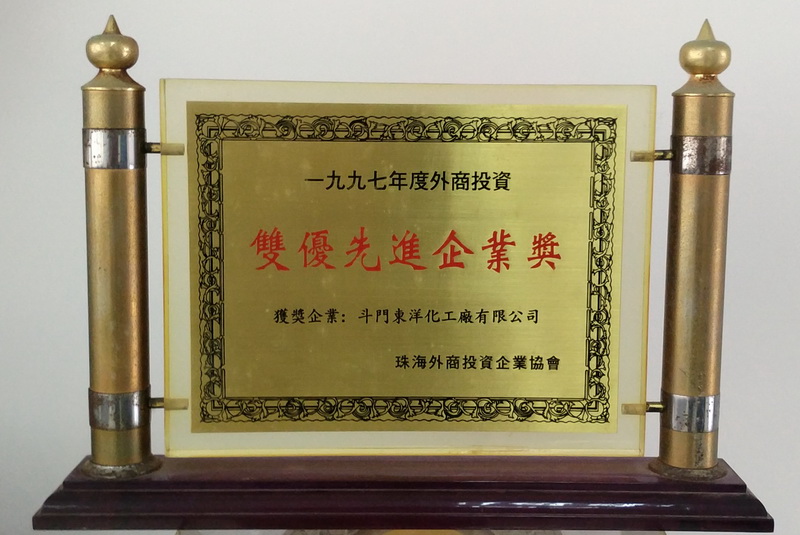 一九九七年度外商投資
雙優先進企業獎
獲獎企業：斗門東洋化工廠有限公司
珠海外商投資企業協會